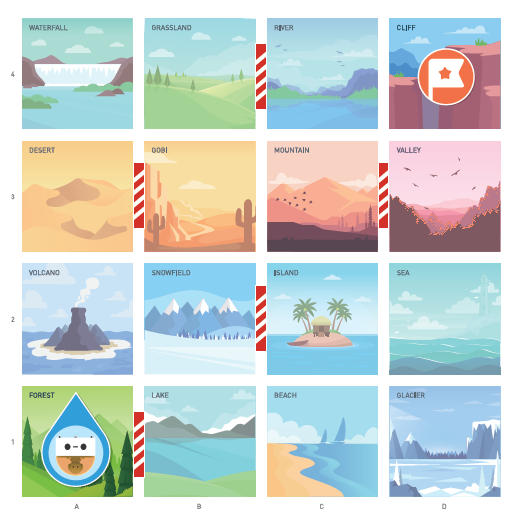 WATERFALL GRASSLAND RIVER CLIFF
4
DESERT GOBI MOUNTAIN VALLEY
3
VOLCANO SNOWFIELD ISLAND SEA
2
FOREST LAKE BEACH GLACIER
1
A B C D